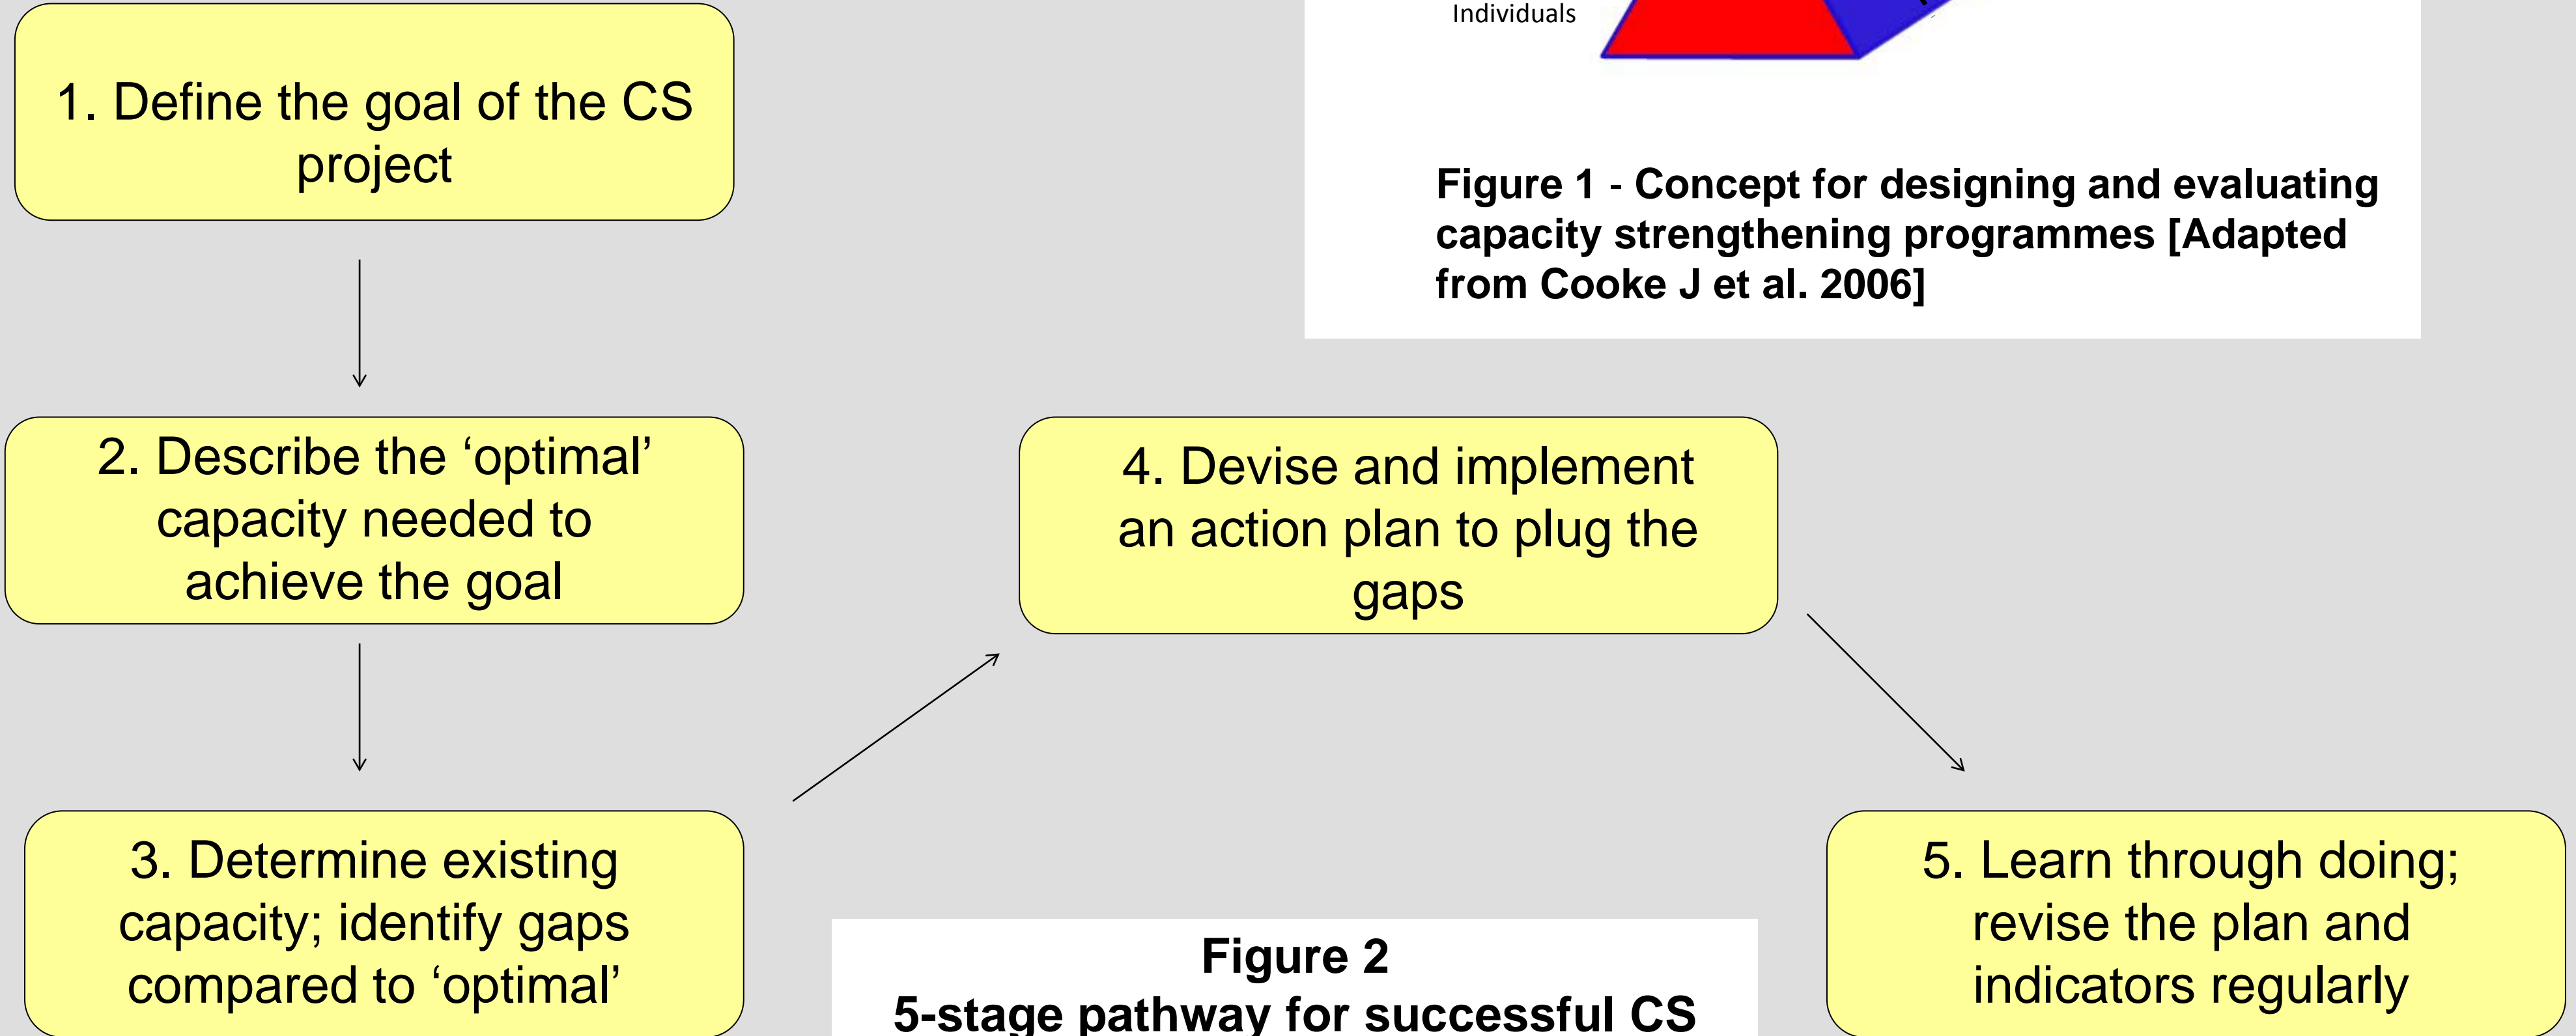 Individuals
Figure 1 - Concept for designing and evaluating
capacity strengthening programmes [Adapted
from Cooke J et al. 2006]
1. Define the goal of the CS
project
2. Describe the ‘optimal’
capacity needed to
achieve the goal
3. Determine existing
capacity; identify gaps
compared to ‘optimal’
4. Devise and implement
an action plan to plug the
gaps
5. Learn through doing;
revise the plan and
indicators regularly
Figure 2
5-stage pathway for successful CS